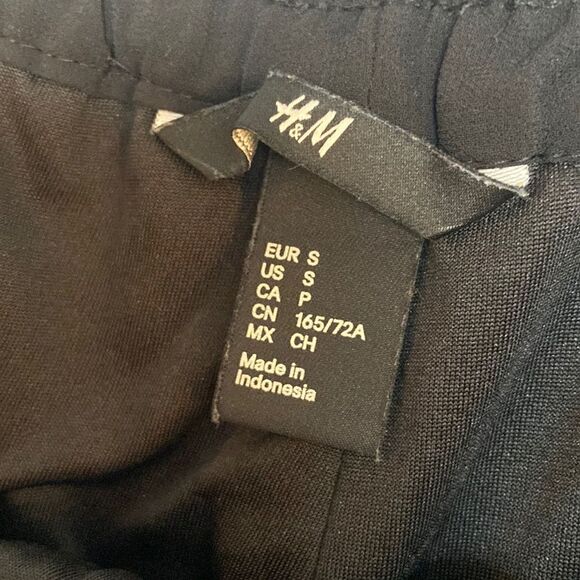 H&M
EUR S
US S
CA P
CN 165/72A
MX CH
Made in
Indonesia